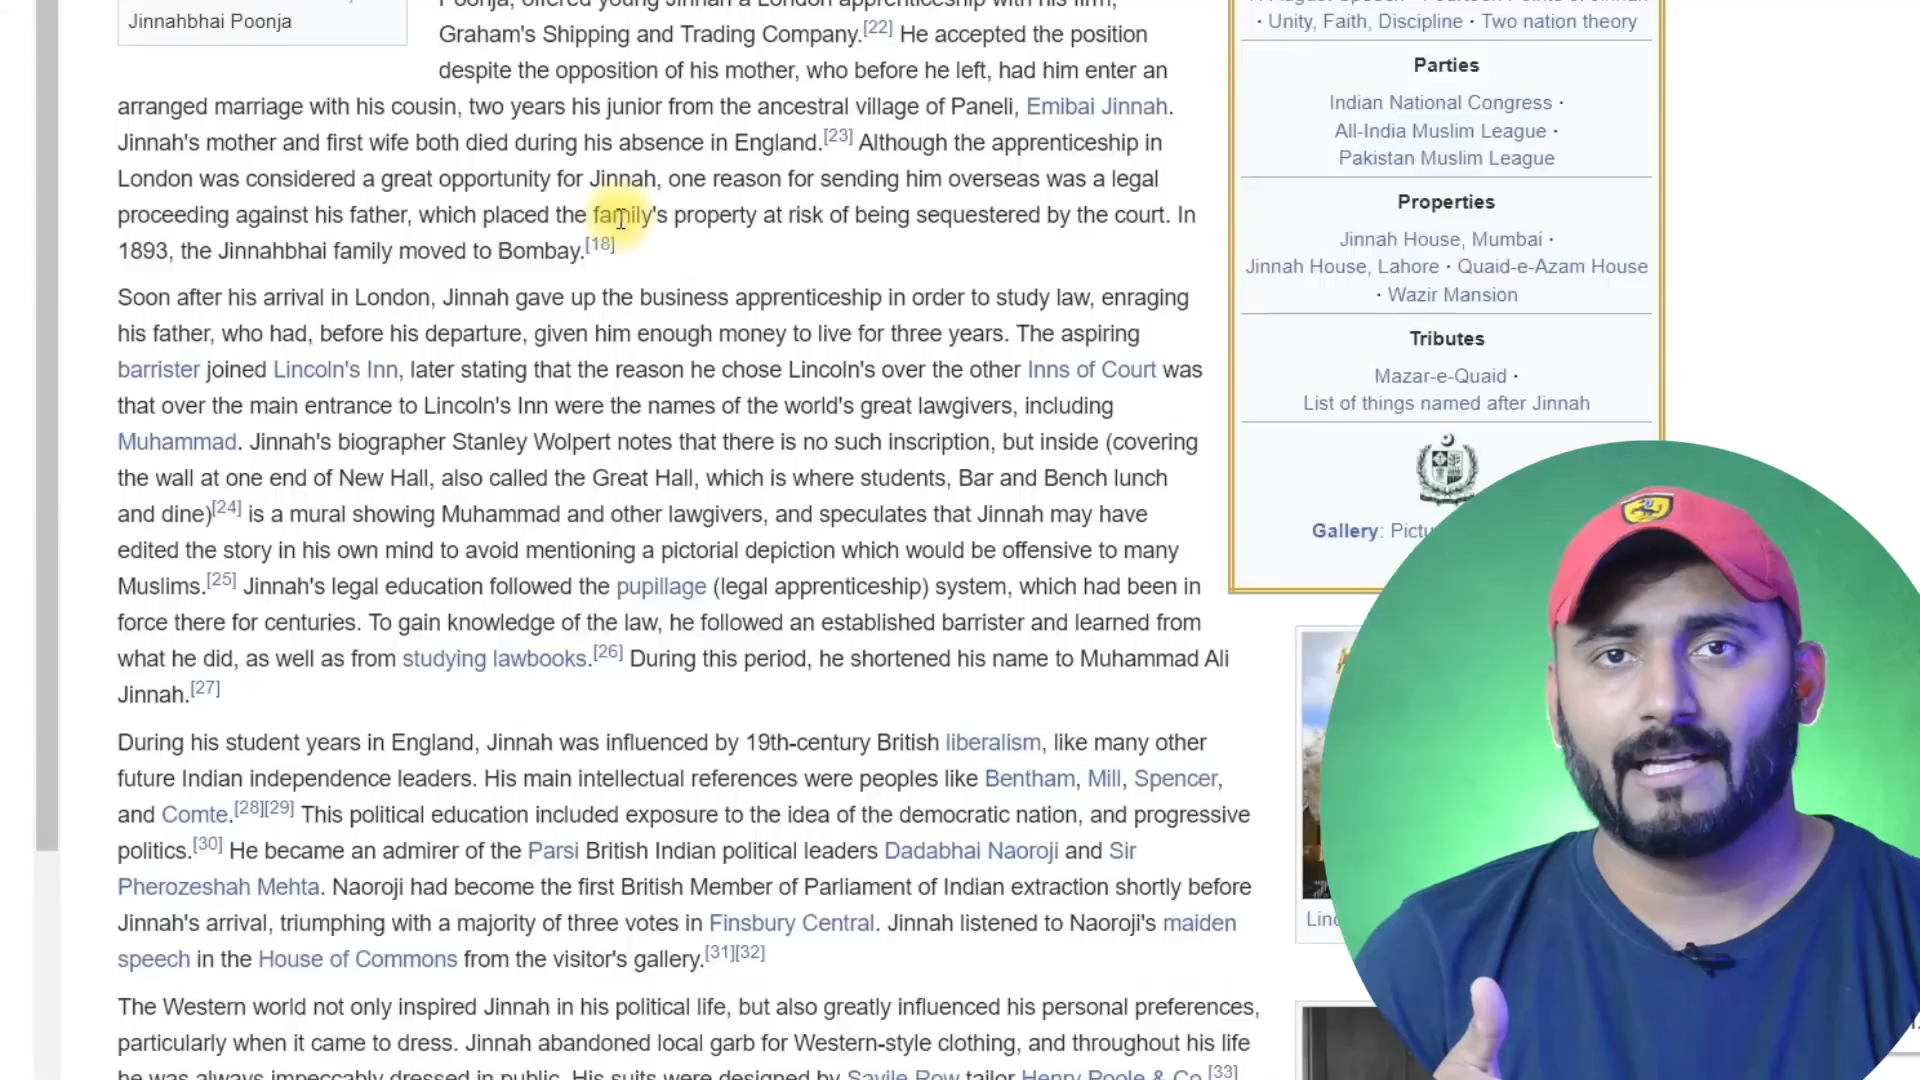 Jinnahbhai Poonja
Graham's Shipping and Trading Company.[22] He accepted the position
despite the opposition of his mother, who before he left, had him enter an
arranged marriage with his cousin, two years his junior from the ancestral village of Paneli, Emibai Jinnah.
Jinnah's mother and first wife both died during his absence in England.[23] Although the apprenticeship in
London was considered a great opportunity for Jinnah, one reason for sending him overseas was a legal
proceeding against his father, which placed the family's property at risk of being sequestered by the court. In
1893, the Jinnahbhai family moved to Bombay.[18]
Soon after his arrival in London, Jinnah gave up the business apprenticeship in order to study law, enraging
his father, who had, before his departure, given him enough money to live for three years. The aspiring
barrister joined Lincoln's Inn, later stating that the reason he chose Lincoln's over the other Inns of Court was
that over the main entrance to Lincoln's Inn were the names of the world's great lawgivers, including
Muhammad. Jinnah's biographer Stanley Wolpert notes that there is no such inscription, but inside (covering
the wall at one end of New Hall, also called the Great Hall, which is where students, Bar and Bench lunch
and dine)[24] is a mural showing Muhammad and other lawgivers, and speculates that Jinnah may have
edited the story in his own mind to avoid mentioning a pictorial depiction which would be offensive to many
Muslims.[25] Jinnah's legal education followed the pupillage (legal apprenticeship) system, which had been in
force there for centuries. To gain knowledge of the law, he followed an established barrister and learned from
what he did, as well as from studying lawbooks.[26] During this period, he shortened his name to Muhammad Ali
Jinnah.[27]
During his student years in England, Jinnah was influenced by 19th-century British liberalism, like many other
future Indian independence leaders. His main intellectual references were peoples like Bentham, Mill, Spencer,
and Comte.[28][29] This political education included exposure to the idea of the democratic nation, and progressive
politics.[30] He became an admirer of the Parsi British Indian political leaders Dadabhai Naoroji and Sir
Pherozeshah Mehta. Naoroji had become the first British Member of Parliament of Indian extraction shortly before
Jinnah's arrival, triumphing with a majority of three votes in Finsbury Central. Jinnah listened to Naoroji's maiden
speech in the House of Commons from the visitor's gallery.[31][32]
The Western world not only inspired Jinnah in his political life, but also greatly influenced his personal preferences,
particularly when it came to dress. Jinnah abandoned local garb for Western-style clothing, and throughout his life
he was always impeccably dressed in public. His suits were designed by Savile Row tailor Henry Poole & Co.[33]
· Unity, Faith, Discipline · Two nation theory
Parties
Indian National Congress ·
All-India Muslim League ·
Pakistan Muslim League
Properties
Jinnah House, Mumbai ·
Jinnah House, Lahore · Quaid-e-Azam House
· Wazir Mansion
Tributes
Mazar-e-Quaid ·
List of things named after Jinnah
Gallery: Pictu
Linc